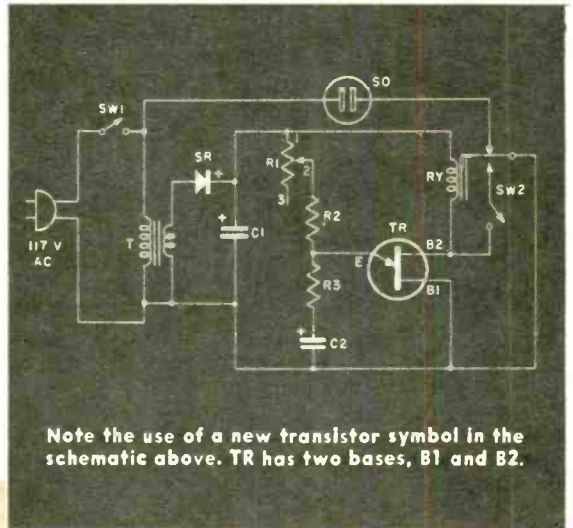 SO
SW1
SR
+
R1
1
2
3
RY
SW2
R2
TR
+
C1
T
117 V
AC
E
B2
B1
R3
+
C2
Note the use of a new transistor symbol in the
schematic above. TR has two bases, B1 and B2.